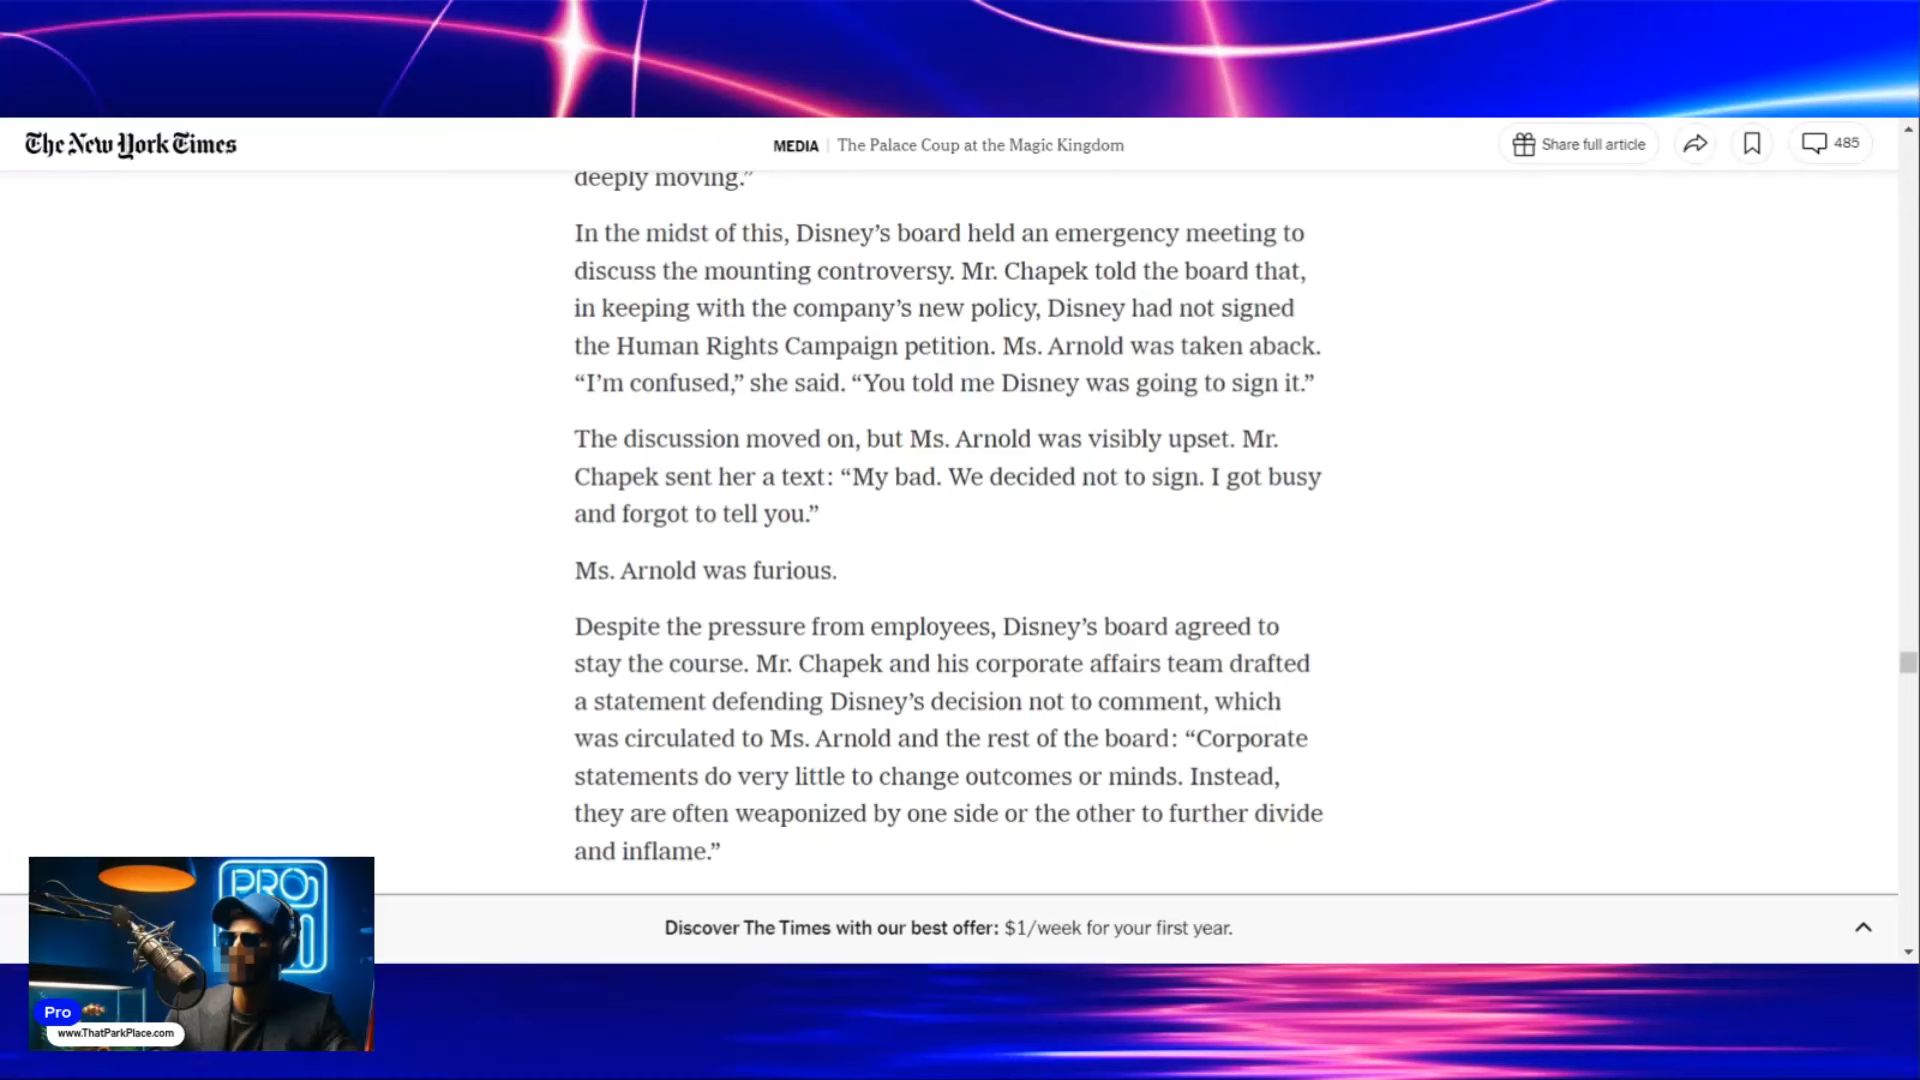 The New York Times
MEDIA | The Palace Coup at the Magic Kingdom
Share full article
485
deeply moving.”
In the midst of this, Disney’s board held an emergency meeting to
discuss the mounting controversy. Mr. Chapek told the board that,
in keeping with the company’s new policy, Disney had not signed
the Human Rights Campaign petition. Ms. Arnold was taken aback.
“I’m confused,” she said. “You told me Disney was going to sign it.”
The discussion moved on, but Ms. Arnold was visibly upset. Mr.
Chapek sent her a text: “My bad. We decided not to sign. I got busy
and forgot to tell you.”
Ms. Arnold was furious.
Despite the pressure from employees, Disney’s board agreed to
stay the course. Mr. Chapek and his corporate affairs team drafted
a statement defending Disney’s decision not to comment, which
was circulated to Ms. Arnold and the rest of the board: “Corporate
statements do very little to change outcomes or minds. Instead,
they are often weaponized by one side or the other to further divide
and inflame.”
Discover The Times with our best offer: $1/week for your first year.
PRO
Pro
www.ThatParkPlace.com